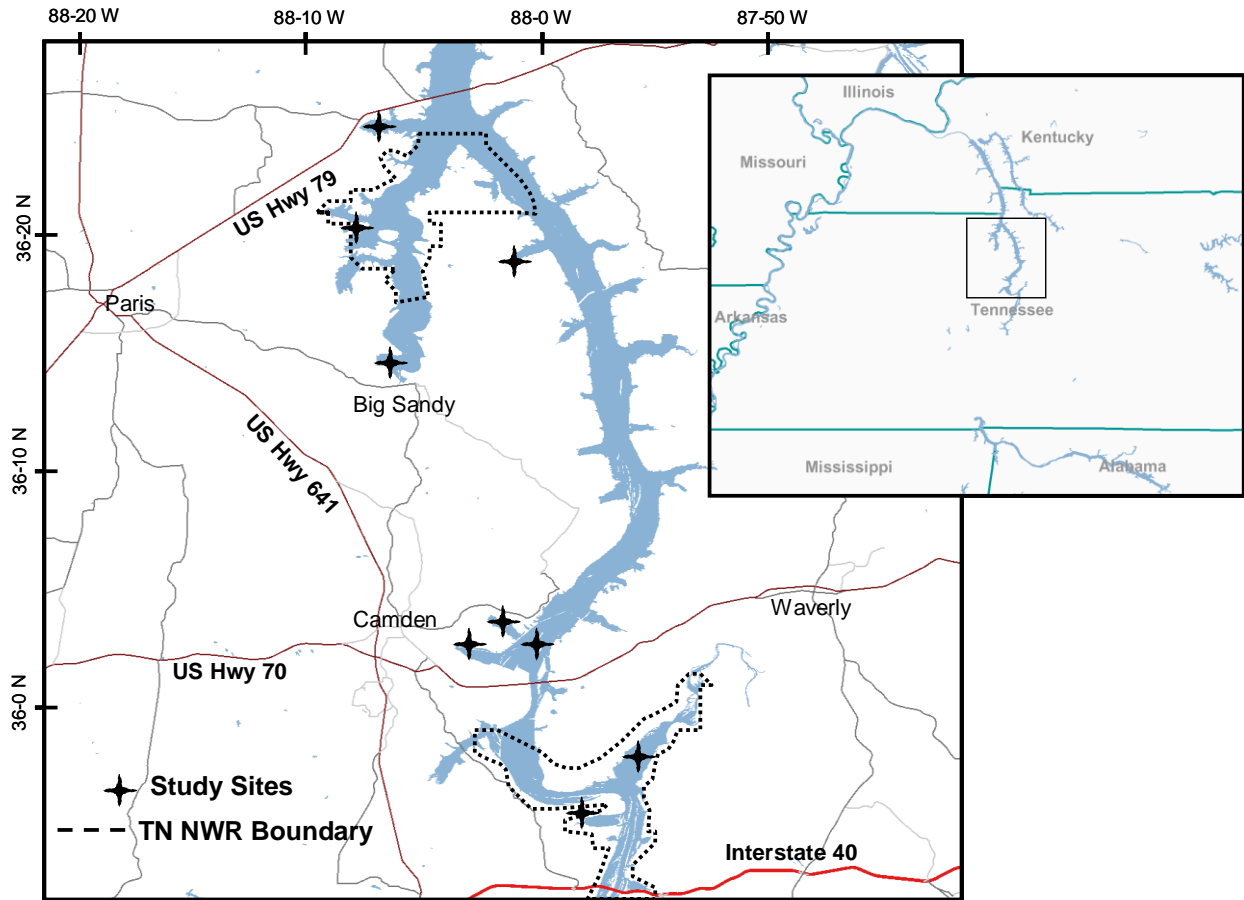 88-20 W
88-10 W
88-0 W
87-50 W
36-20 N
36-10 N
36-0 N
US Hwy 79
Paris
Big Sandy
US Hwy 641
Camden
Waverly
US Hwy 70
Study Sites
TN NWR Boundary
Interstate 40
Illinois
Kentucky
Missouri
Tennessee
Arkansas
Mississippi
Alabama